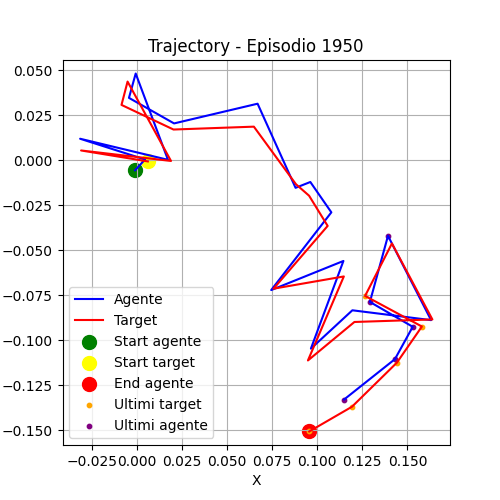 Trajectory - Episodio 1950
0.050
0.025
0.000
−0.025
−0.050
−0.075
−0.100
−0.125
−0.150
Agente
Target
Start agente
Start target
End agente
Ultimi target
Ultimi agente
−0.025 0.000 0.025 0.050 0.075 0.100 0.125 0.150
X